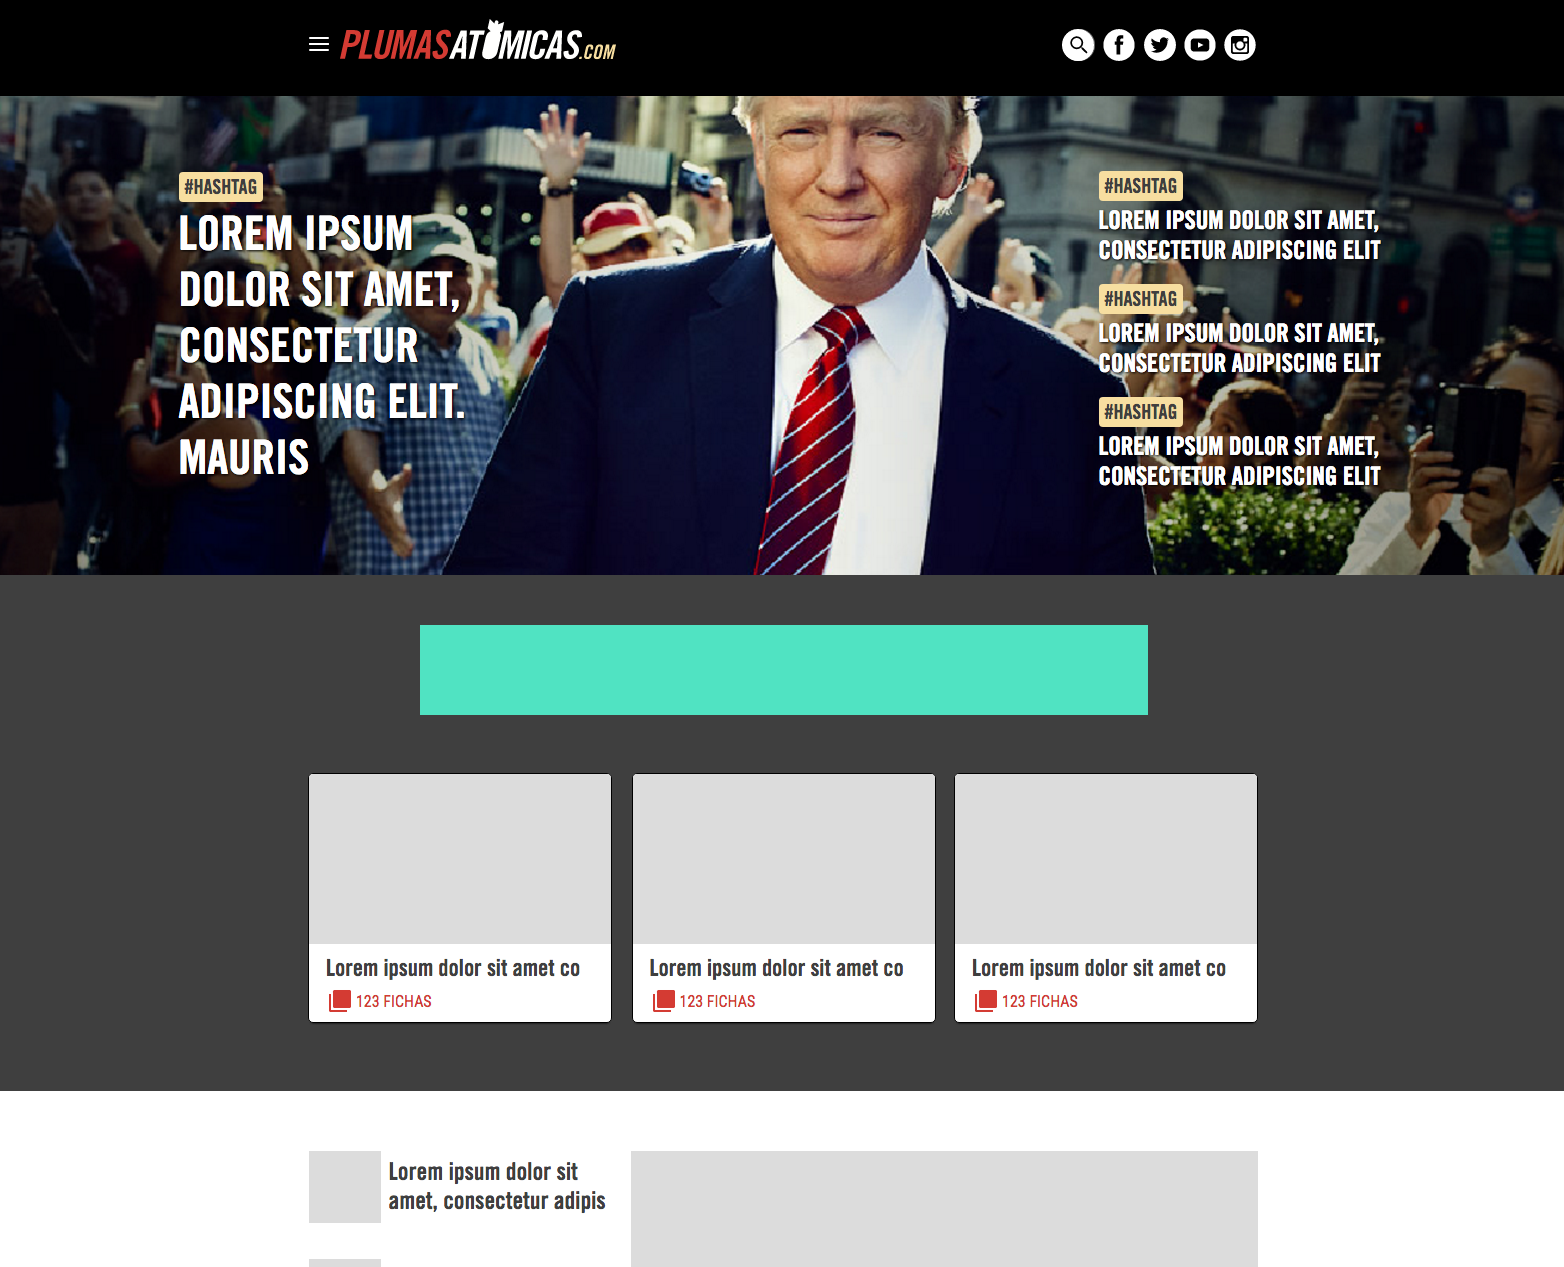 PLUMASATOMICAS.COM
#HASHTAG
LOREM IPSUM
DOLOR SIT AMET,
CONSECTETUR
ADIPISCING ELIT.
MAURIS
#HASHTAG
LOREM IPSUM DOLOR SIT AMET,
CONSECTETUR ADIPISCING ELIT
#HASHTAG
LOREM IPSUM DOLOR SIT AMET,
CONSECTETUR ADIPISCING ELIT
#HASHTAG
LOREM IPSUM DOLOR SIT AMET,
CONSECTETUR ADIPISCING ELIT
Lorem ipsum dolor sit amet co
123 FICHAS
Lorem ipsum dolor sit amet co
123 FICHAS
Lorem ipsum dolor sit amet co
123 FICHAS
Lorem ipsum dolor sit
amet, consectetur adipis